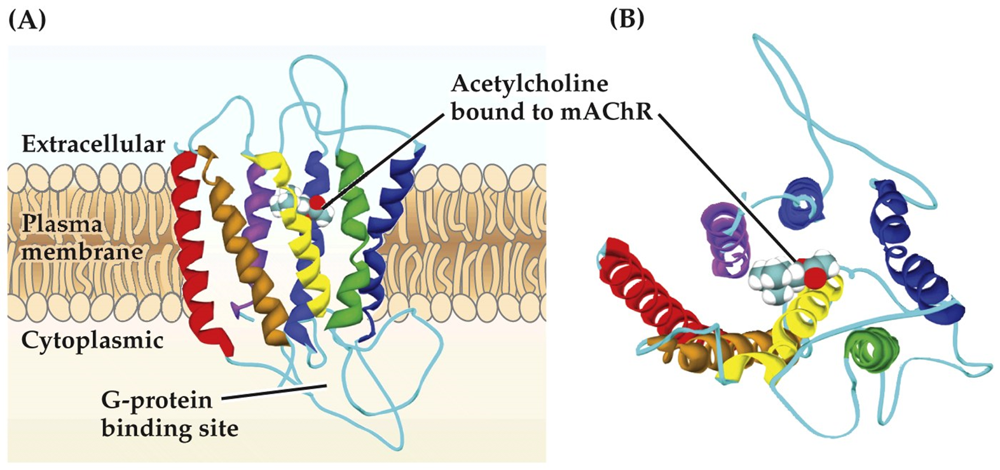 (A)
(B)
Acetylcholine
bound to mAChR
Extracellular
Plasma
membrane
Cytoplasmic
G-protein
binding site